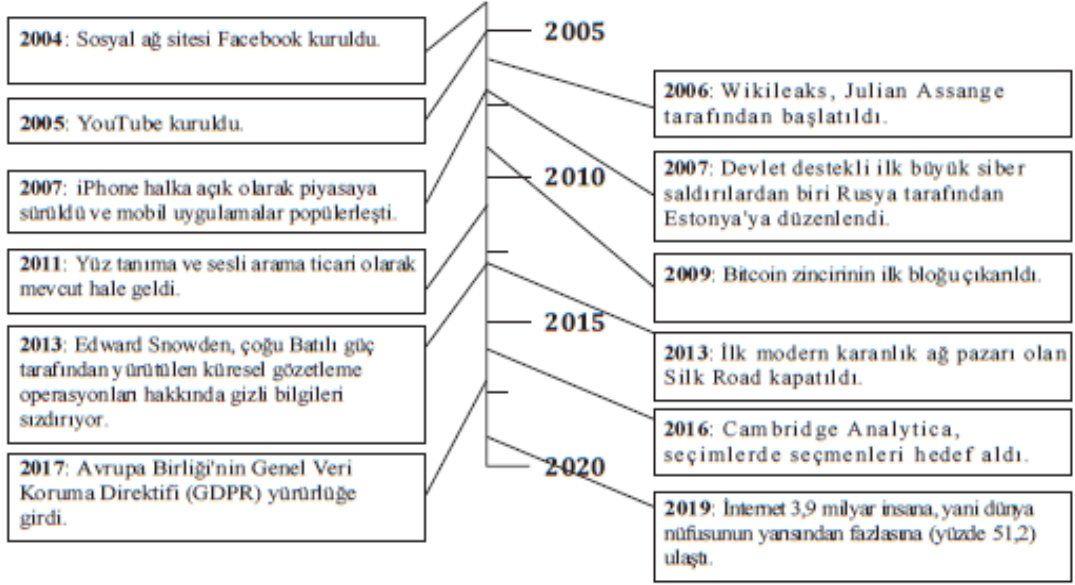 2004: Sosyal ağ sitesi Facebook kuruldu.
2005: YouTube kuruldu.
2007: iPhone halka açık olarak piyasaya
sürüldü ve mobil uygulamalar popülerleşti.
2011: Yüz tanıma ve sesli arama ticari olarak
mevcut hale geldi.
2013: Edward Snowden, çoğu Batılı güç
tarafından yürütülen küresel gözetleme
operasyonları hakkında gizli bilgileri
sızdırıyor.
2017: Avrupa Birliği'nin Genel Veri
Koruma Direktifi (GDPR) yürürlüğe
girdi.
2005
2010
2015
2020
2006: Wikileaks, Julian Assange
tarafından başlatıldı.
2007: Devlet destekli ilk büyük siber
saldırılardan biri Rusya tarafından
Estonya'ya düzenlendi.
2009: Bitcoin zincirinin ilk bloğu çıkarıldı.
2013: İlk modern karanlık ağ pazarı olan
Silk Road kapatıldı.
2016: Cambridge Analytica,
seçimlerde seçmenleri hedef aldı.
2019: İnternet 3,9 milyar insana, yani dünya
nüfusunun yarısından fazlasına (yüzde 51,2)
ulaştı.